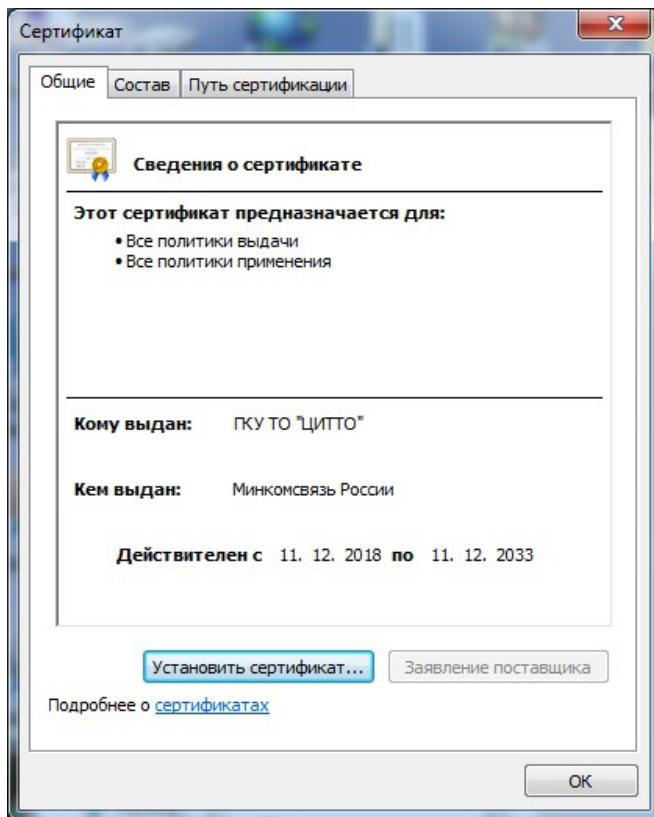 Сертификат
Общие Состав Путь сертификации
Сведения о сертификате
Этот сертификат предназначается для:
• Все политики выдачи
• Все политики применения
Кому выдан: ГКУ ТО "ЦИТТО"
Кем выдан: Минкомсвязь России
Действителен с 11. 12. 2018 по 11. 12. 2033
Установить сертификат... Заявление поставщика
Подробнее о сертификатах
ОК